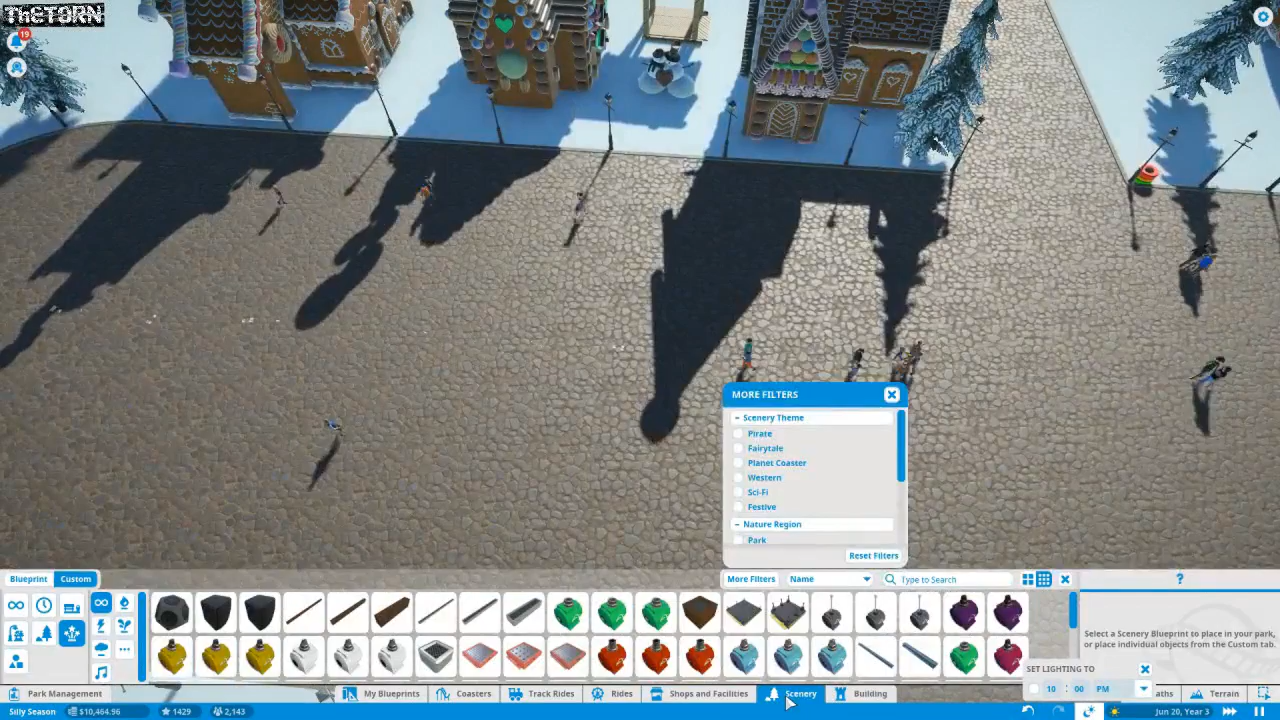 THETORN
19
MORE FILTERS
- Scenery Theme
Pirate
Fairytale
Planet Coaster
Western
Sci-Fi
Festive
- Nature Region
Park
Reset Filters
Blueprint Custom
More Filters Name Type to Search
?
Select a Scenery Blueprint to place in your park,
or place individual objects from the Custom tab.
SET LIGHTING TO
10 : 00 PM
Park Management My Blueprints Coasters Track Rides Rides Shops and Facilities Scenery Building aths Terrain
Silly Season $10,464.96 1429 2,143 Jun 20, Year 3